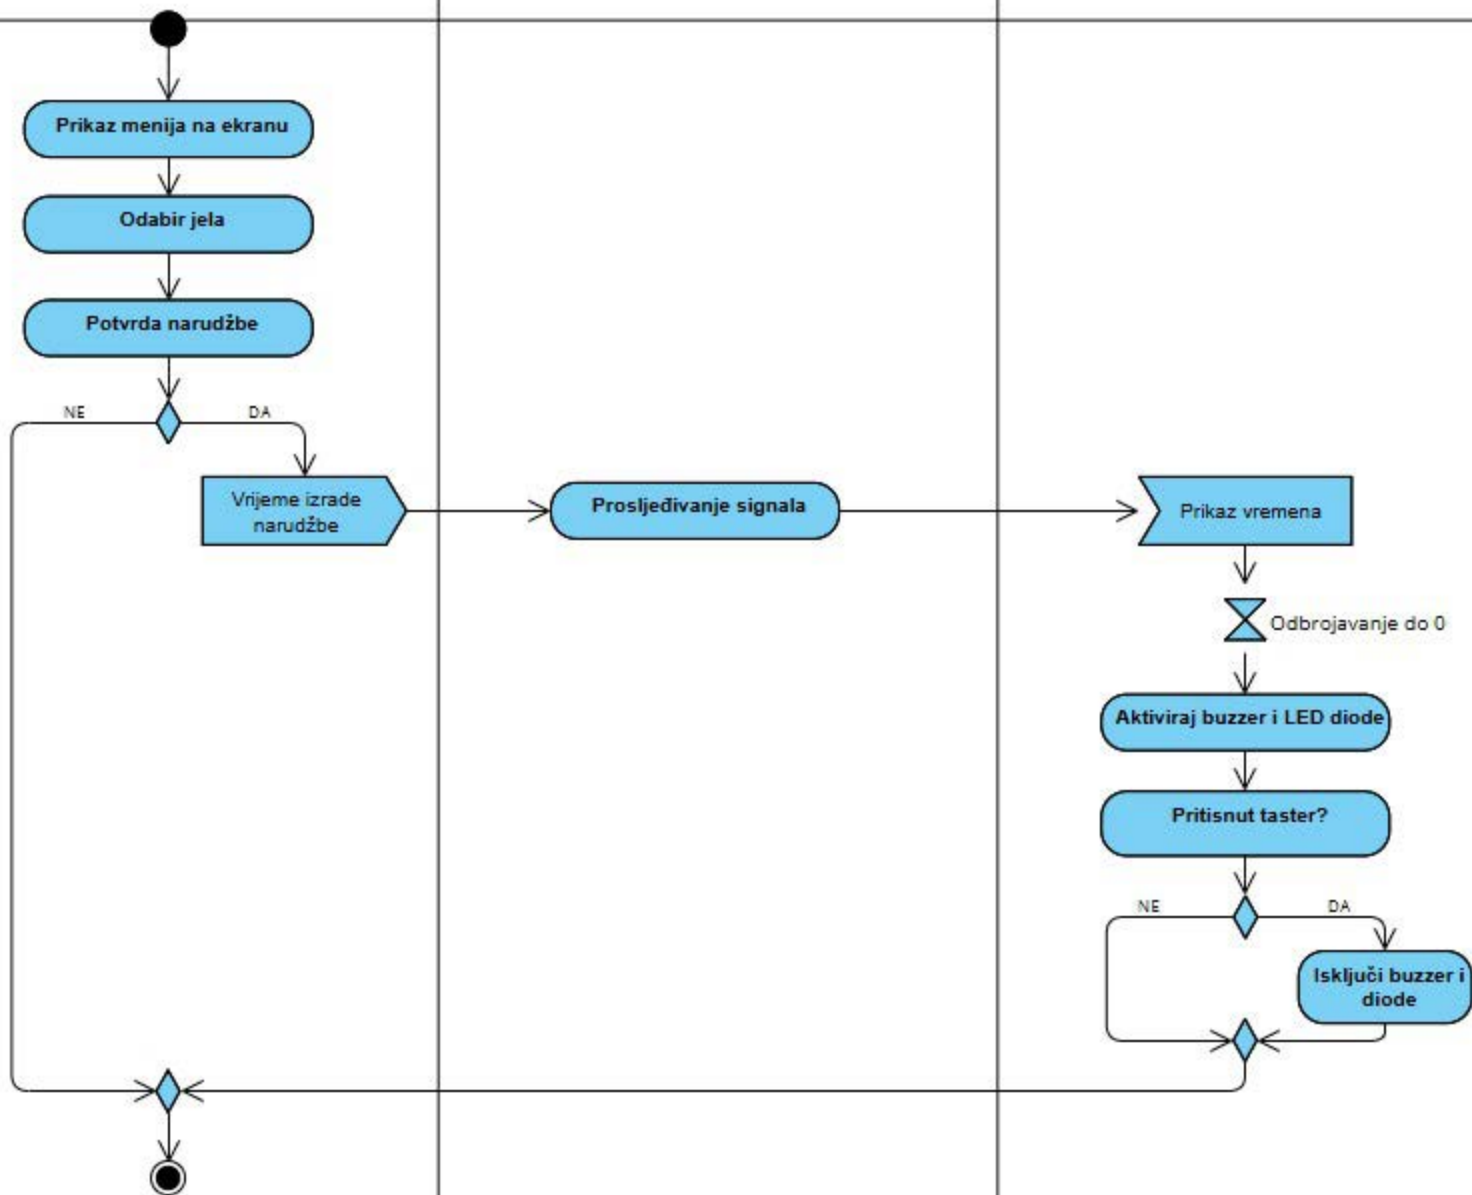 Prikaz menija na ekranu
Odabir jela
Potvrda narudžbe
NE
DA
Vrijeme izrade
narudžbe
Prosljeđivanje signala
Prikaz vremena
Odbrojavanje do 0
Aktiviraj buzzer i LED diode
Pritisnut taster?
NE
DA
Isključi buzzer i
diode